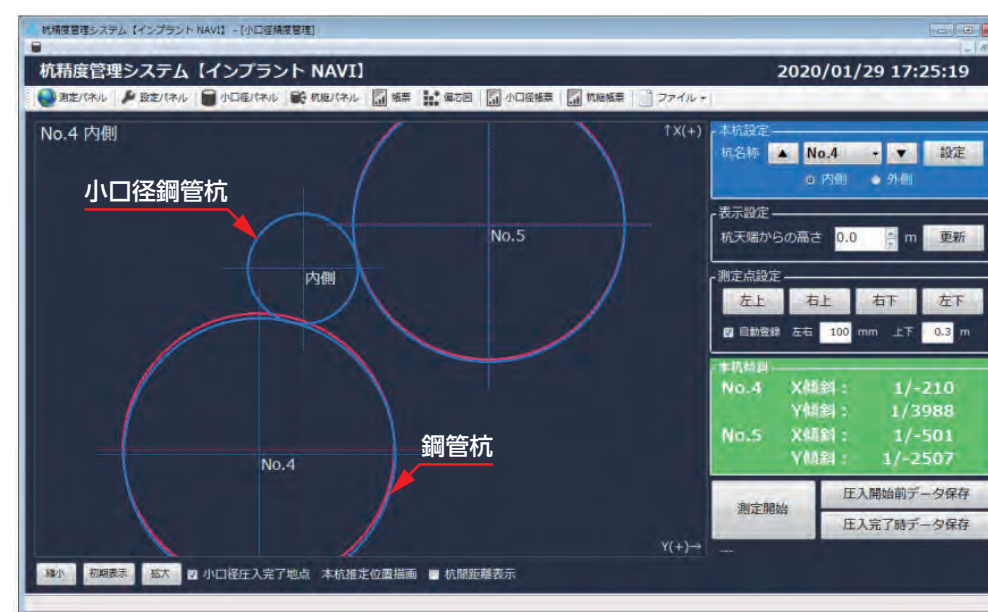 杭精度管理システム【インプラント NAVI】 - [小口径精度管理]
杭精度管理システム【インプラント NAVI】 2020/01/29 17:25:19
測定パネル 設定パネル 小口径パネル 杭継パネル 帳票 偏芯図 小口径帳票 杭継帳票 ファイル
No.4 内側
↑X(+)
小口径鋼管杭
No.5
内側
鋼管杭
No.4
Y(+)→
本杭設定
杭名称 ▲ No.4 ▼ 設定
内側 外側
表示設定
杭天端からの高さ 0.0 m 更新
測定点設定
左上 右上 右下 左下
自動登録 左右 100 mm 上下 0.3 m
本杭傾斜
No.4 X傾斜: 1/-210
Y傾斜: 1/3988
No.5 X傾斜: 1/-501
Y傾斜: 1/-2507
測定開始
圧入開始前データ保存
圧入完了時データ保存
---
縮小 初期表示 拡大 小口径圧入完了地点 本杭推定位置描画 杭間距離表示